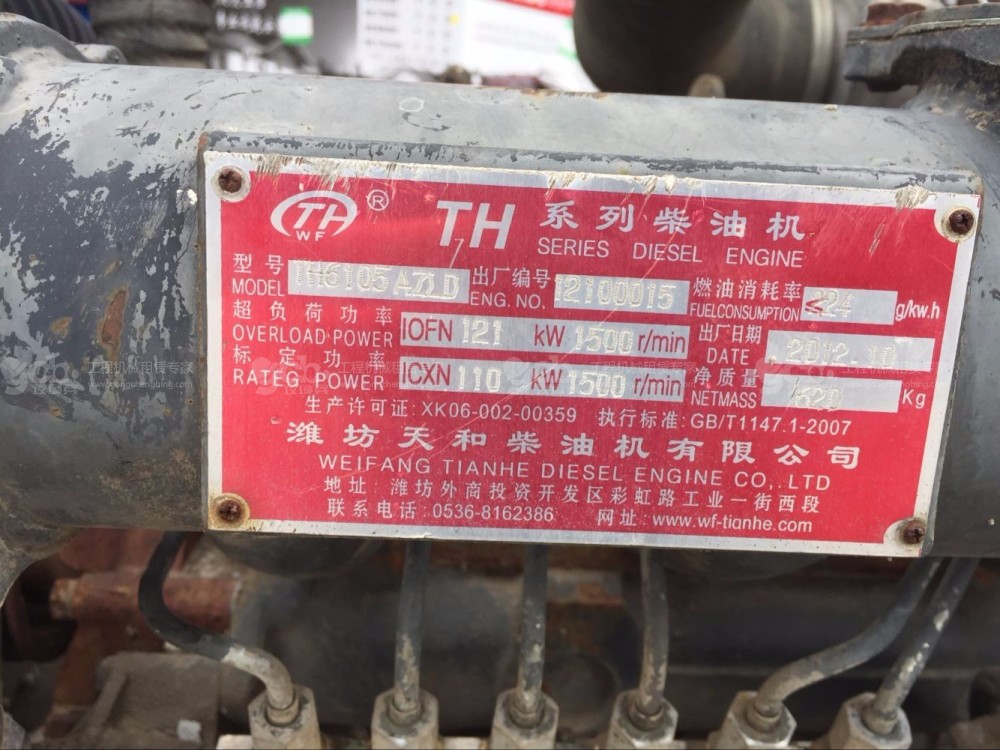 TH
WF
®
TH 系列柴油机
SERIES DIESEL ENGINE
型号 TH6105AZLD 出厂编号 12100015 燃油消耗率 ≤224 g/kw.h
MODEL ENG. NO. FUELCONSUMPTION
超负荷功率 IOFN 121 kW 1500 r/min 出厂日期 2012.10
OVERLOAD POWER DATE
标定功率 ICXN 110 kW 1500 r/min 净质量 620 Kg
RATEG POWER NETMASS
生产许可证: XK06-002-00359 执行标准: GB/T1147.1-2007
潍坊天和柴油机有限公司
WEIFANG TIANHE DIESEL ENGINE CO,. LTD
地址: 潍坊外商投资开发区彩虹路工业一街西段
联系电话: 0536-8162386 网址: www.wf-tianhe.com